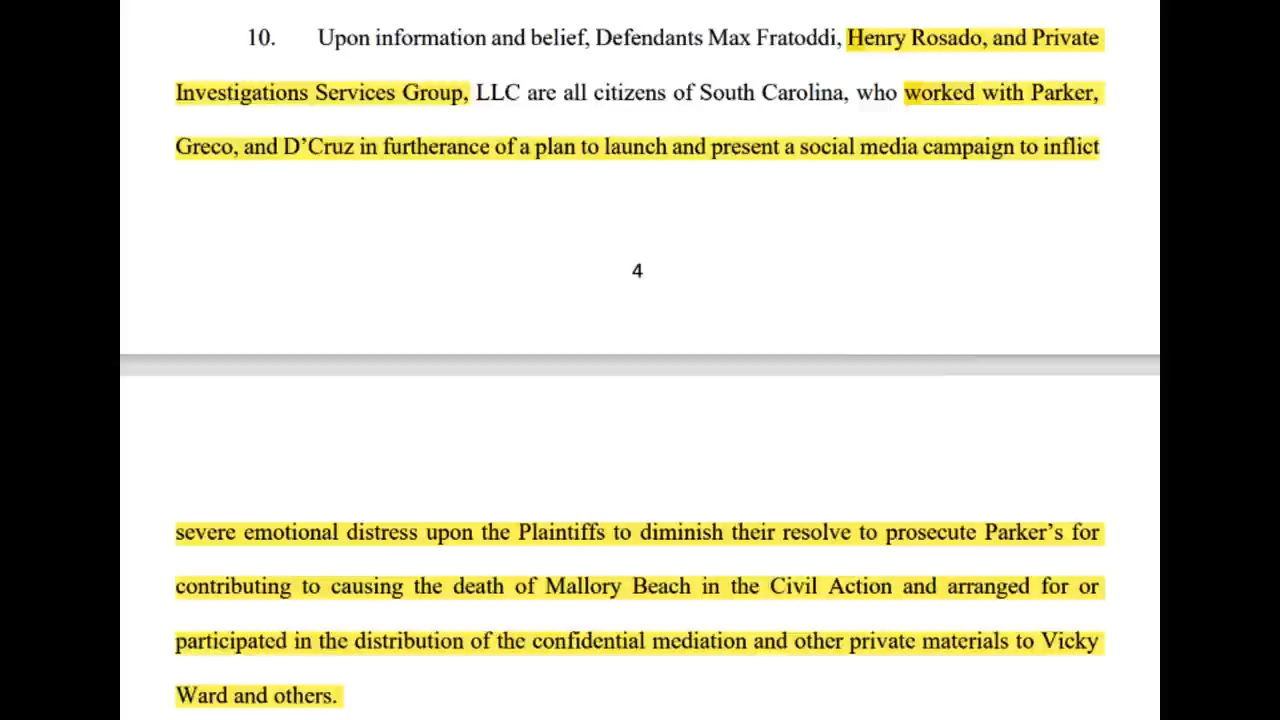 10. Upon information and belief, Defendants Max Fratoddi, Henry Rosado, and Private
Investigations Services Group, LLC are all citizens of South Carolina, who worked with Parker,
Greco, and D’Cruz in furtherance of a plan to launch and present a social media campaign to inflict
4
severe emotional distress upon the Plaintiffs to diminish their resolve to prosecute Parker’s for
contributing to causing the death of Mallory Beach in the Civil Action and arranged for or
participated in the distribution of the confidential mediation and other private materials to Vicky
Ward and others.